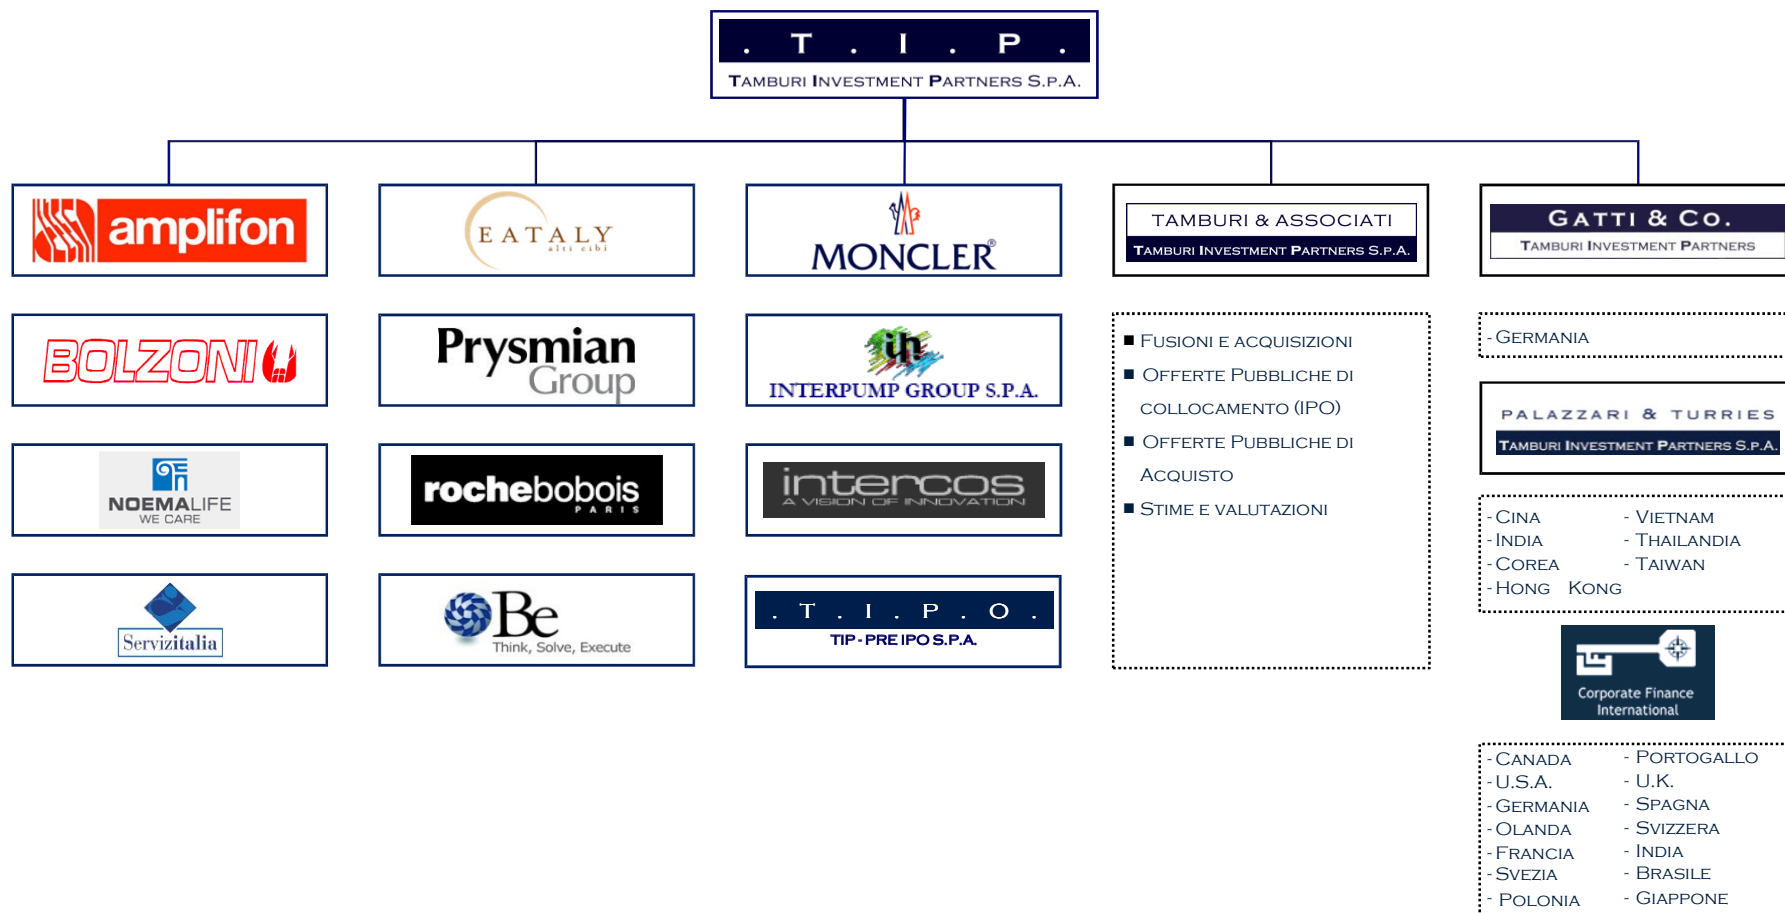 . T . I . P .
TAMBURI INVESTMENT PARTNERS S.P.A.
amplifon
EATALY
alti cibi
MONCLER®
TAMBURI & ASSOCIATI
TAMBURI INVESTMENT PARTNERS S.P.A.
GATTI & CO.
TAMBURI INVESTMENT PARTNERS
BOLZONI
Prysmian
Group
ih
INTERPUMP GROUP S.P.A.
■ FUSIONI E ACQUISIZIONI
■ OFFERTE PUBBLICHE DI
COLLOCAMENTO (IPO)
■ OFFERTE PUBBLICHE DI
ACQUISTO
■ STIME E VALUTAZIONI
- GERMANIA
PALAZZARI & TURRIES
TAMBURI INVESTMENT PARTNERS S.P.A.
NOEMALIFE
WE CARE
rochebobois
PARIS
intercos
A VISION OF INNOVATION
- CINA - VIETNAM
- INDIA - THAILANDIA
- COREA - TAIWAN
- HONG KONG
Servizitalia
Be
Think, Solve, Execute
. T . I . P . O .
TIP - PRE IPO S.P.A.
Corporate Finance
International
- CANADA - PORTOGALLO
- U.S.A. - U.K.
- GERMANIA - SPAGNA
- OLANDA - SVIZZERA
- FRANCIA - INDIA
- SVEZIA - BRASILE
- POLONIA - GIAPPONE